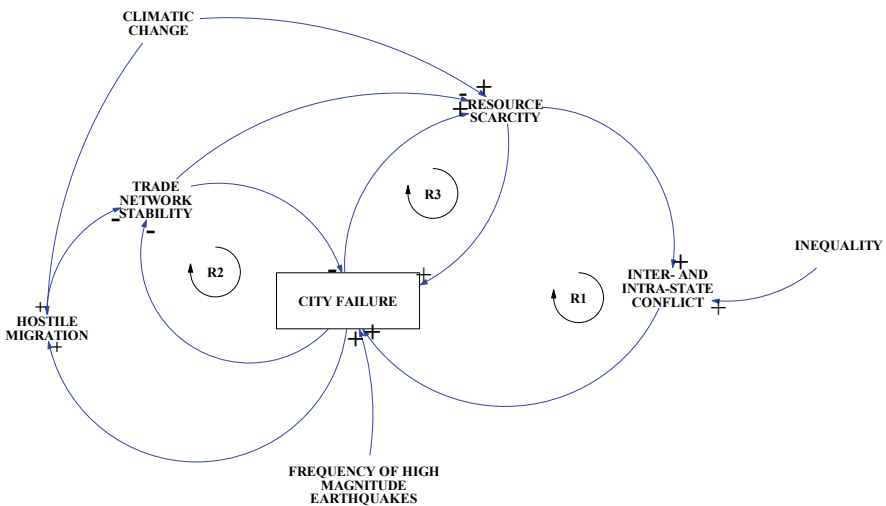 CLIMATIC
CHANGE
+
-
+
RESOURCE
SCARCITY
R3
TRADE
NETWORK
STABILITY
-
-
R2
-
+
CITY FAILURE
R1
+
INTER- AND
INTRA-STATE
CONFLICT
+
INEQUALITY
+
HOSTILE
MIGRATION
+
+
+
FREQUENCY OF HIGH
MAGNITUDE
EARTHQUAKES